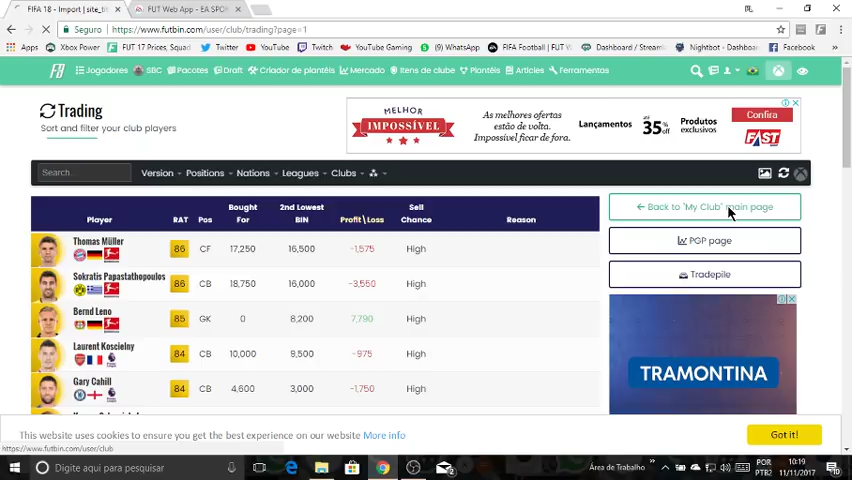 FIFA 18 - Import | site_tit
FUT Web App - EA SPOR
Seguro
https://www.futbin.com/user/club/trading?page=1
Apps Xbox Power FUT 17 Prices, Squad Twitter YouTube Twitch YouTube Gaming (9) WhatsApp EA SPORTS FIFA Football | FUT Web Dashboard / Stream Nightbot - Dashboard Facebook
Jogadores SBC Pacotes Draft Criador de plantéis Mercado Itens de clube Plantéis Articles Ferramentas
Trading
Sort and filter your club players
MELHOR IMPOSSÍVEL
As melhores ofertas estão de volta. Impossível ficar de fora.
Lançamentos
ATÉ 35% off
Produtos exclusivos
Confira
FAST
Search... Version Positions Nations Leagues Clubs
Player RAT Pos Bought For 2nd Lowest BIN Profit\Loss Sell Chance Reason
Thomas Müller 86 CF 17,250 16,500 -1,575 High
Sokratis Papastathopoulos 86 CB 18,750 16,000 -3,550 High
Bernd Leno 85 GK 0 8,200 7,790 High
Laurent Koscielny 84 CB 10,000 9,500 -975 High
Gary Cahill 84 CB 4,600 3,000 -1,750 High
Back to "My Club" main page
PGP page
Tradepile
TRAMONTINA
This website uses cookies to ensure you get the best experience on our website More info
Got it!
https://www.futbin.com/user/club
Digite aqui para pesquisar
Área de Trabalho
POR
PTB2
10:19
11/11/2017